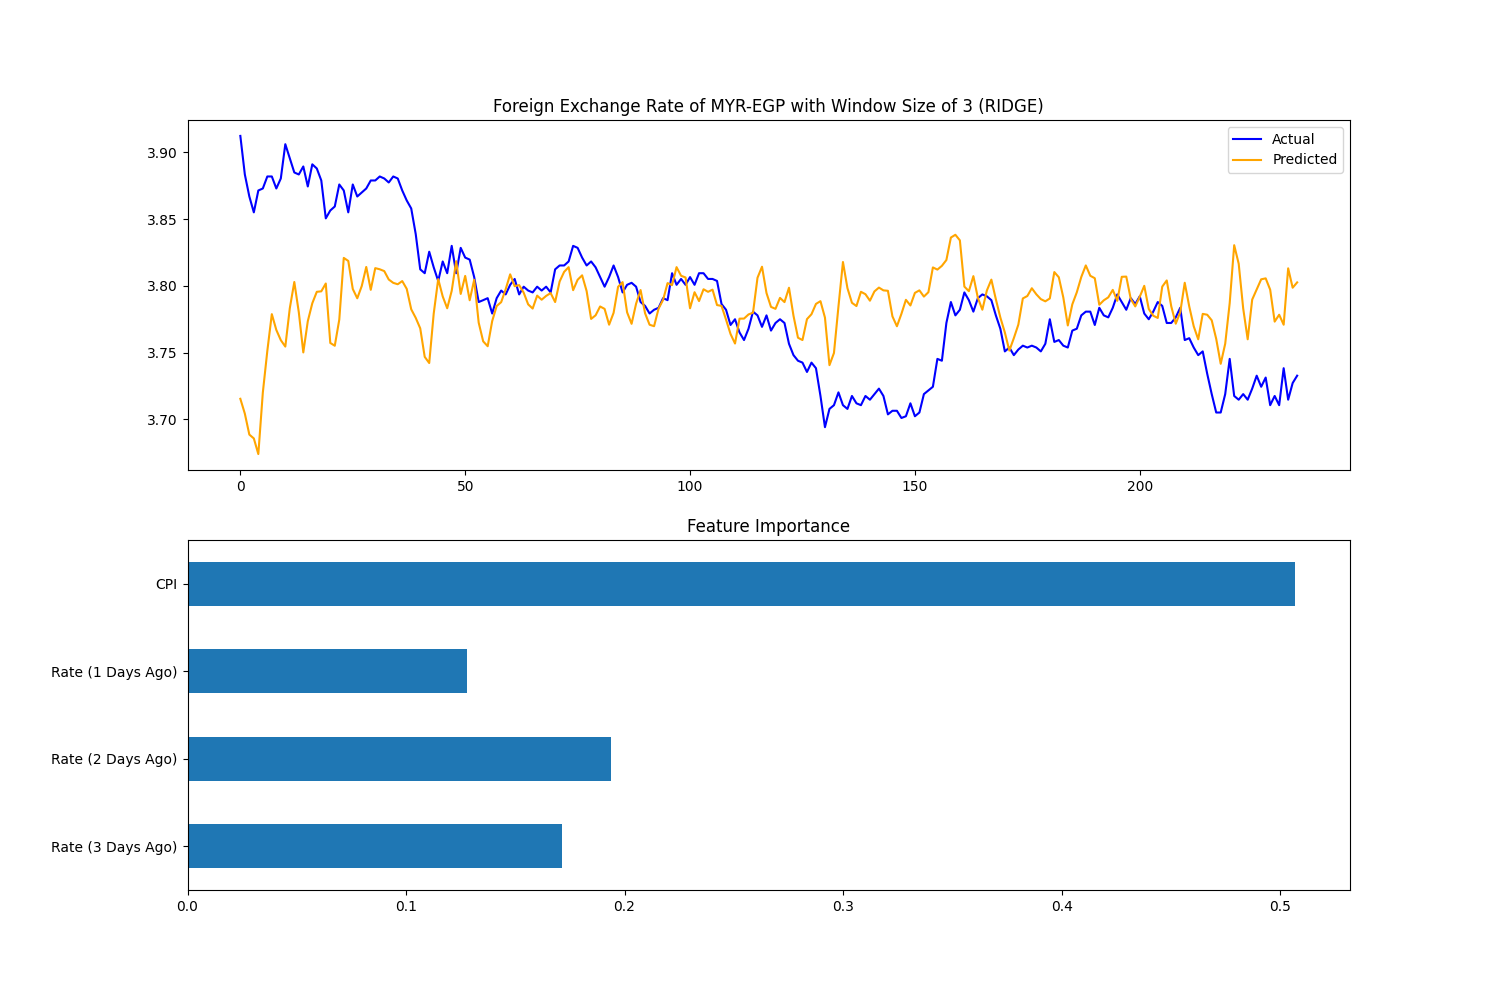 Foreign Exchange Rate of MYR-EGP with Window Size of 3 (RIDGE)
Actual
Predicted
3.90
3.85
3.80
3.75
3.70
0
50
100
150
200
Feature Importance
CPI
Rate (1 Days Ago)
Rate (2 Days Ago)
Rate (3 Days Ago)
0.0
0.1
0.2
0.3
0.4
0.5